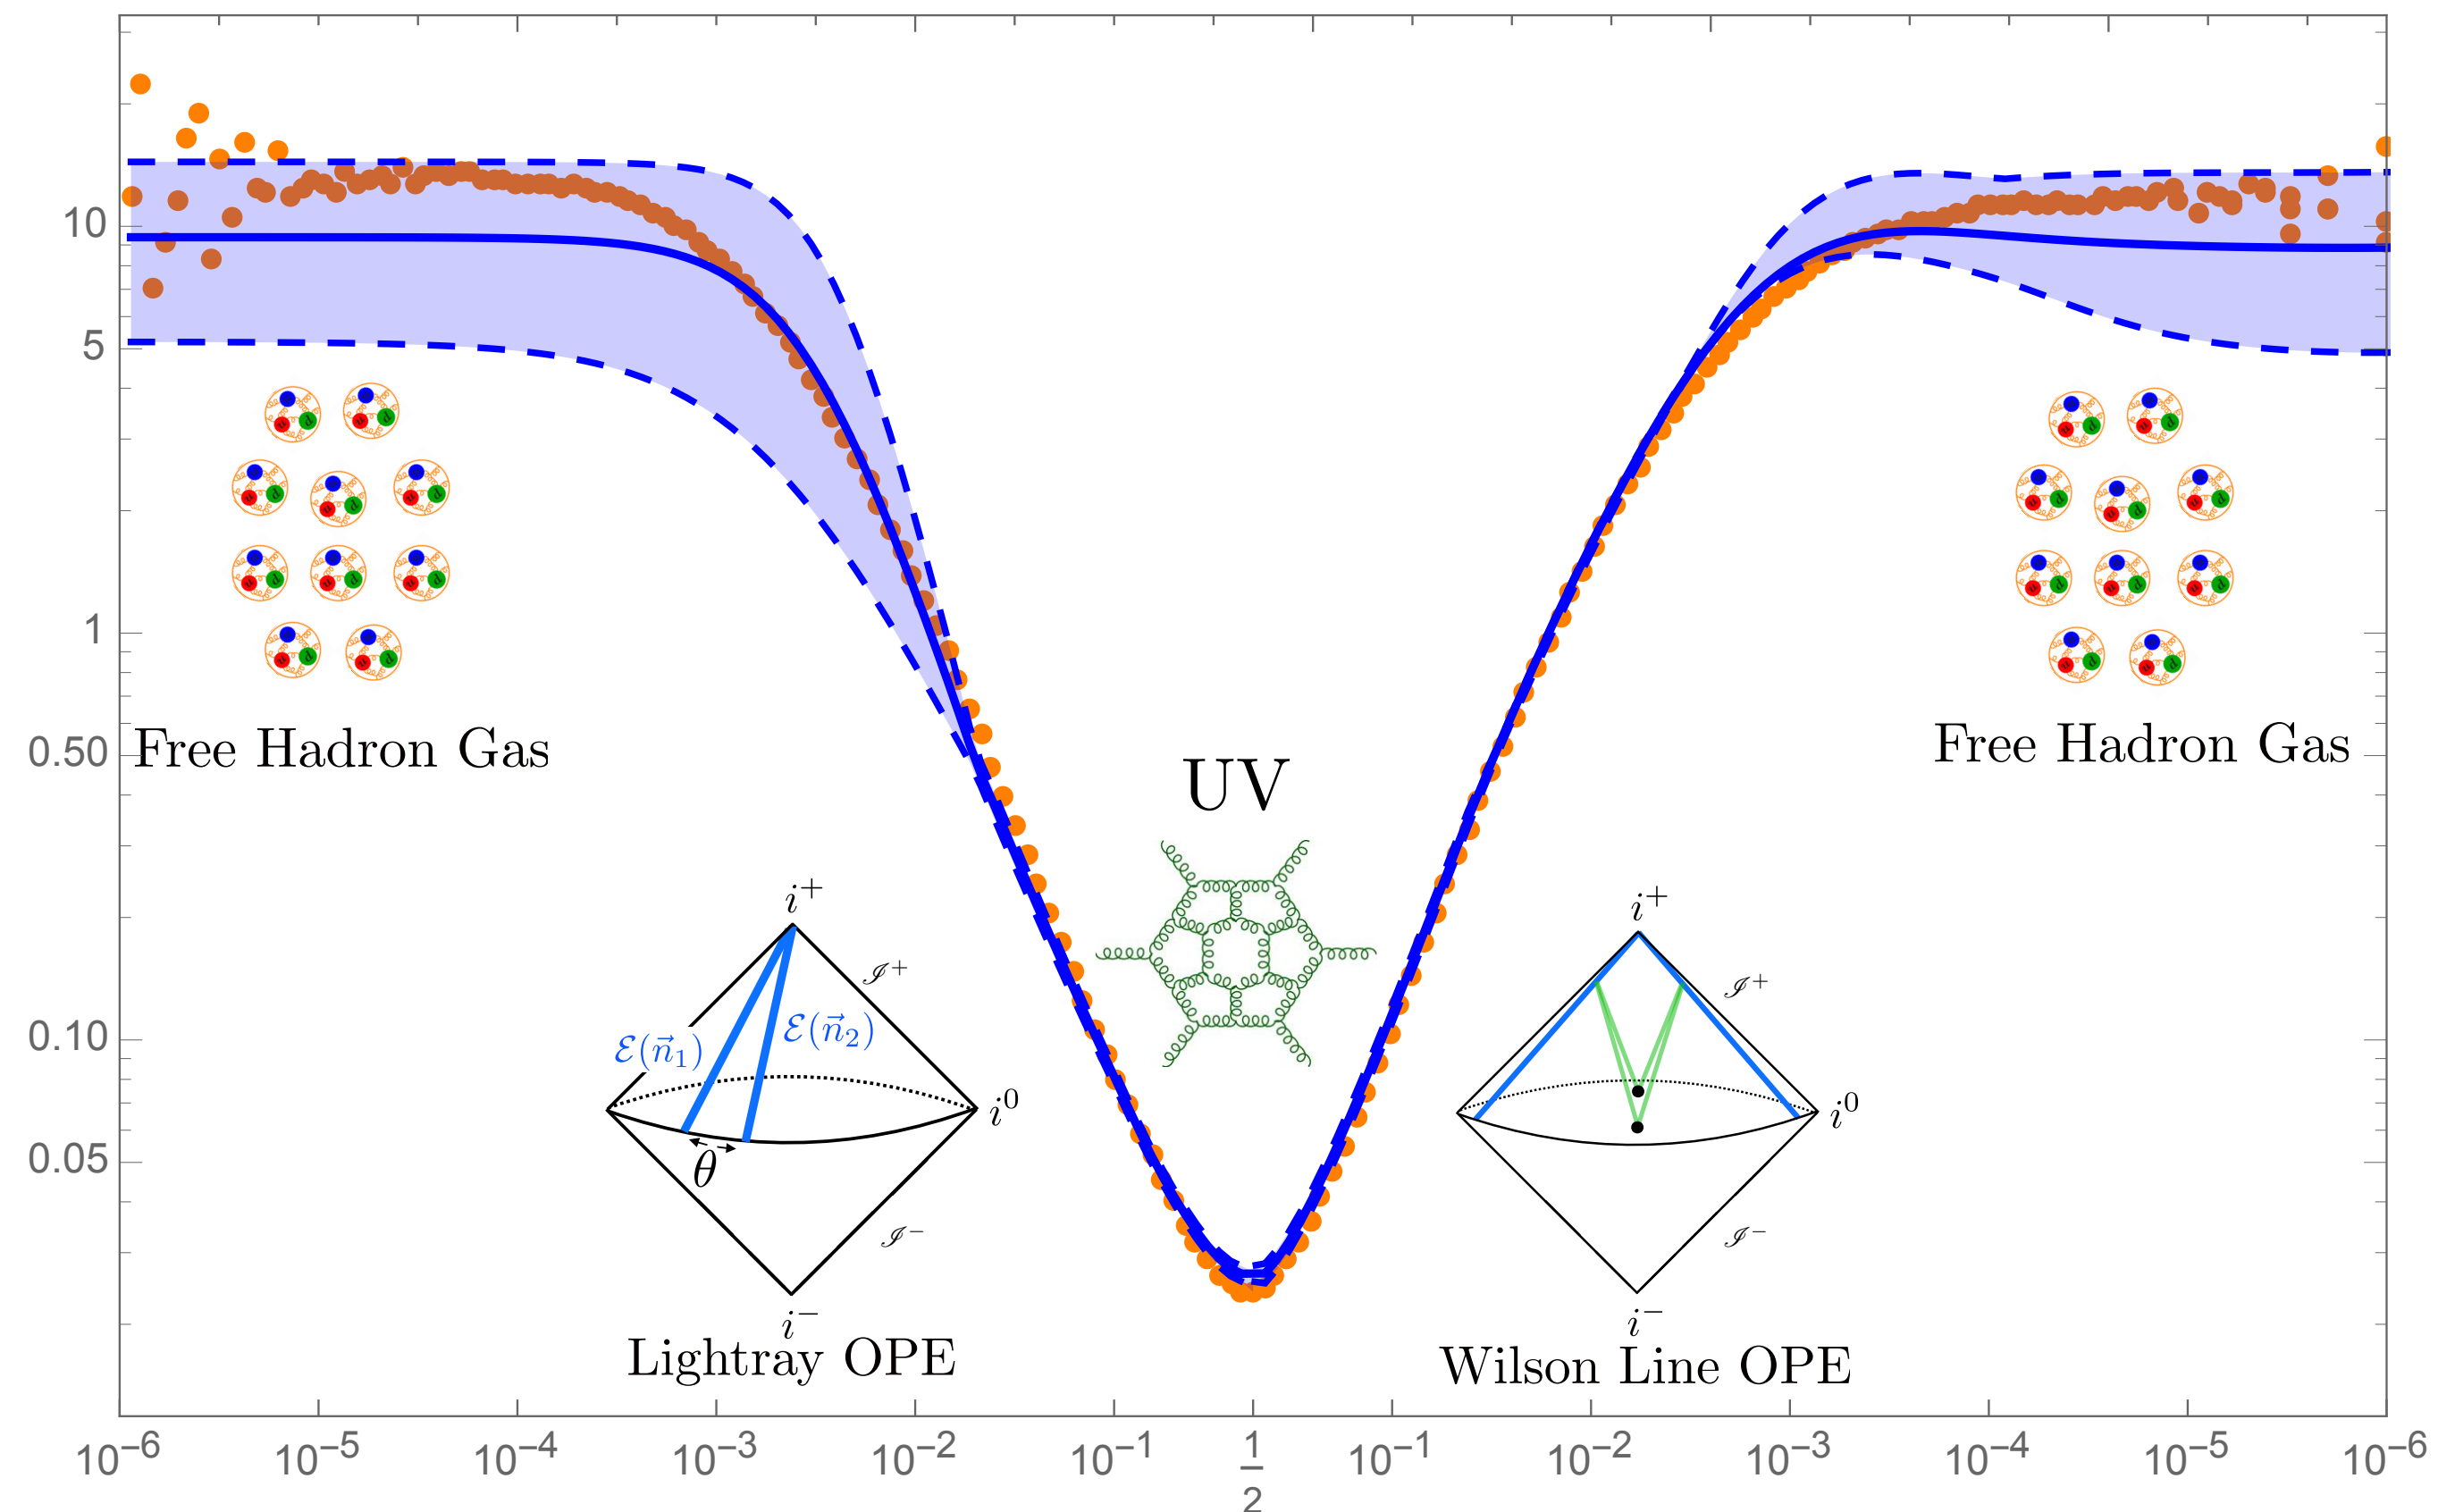 10
5
1
0.50
0.10
0.05
Free Hadron Gas
Free Hadron Gas
UV
i⁺
𝓘⁺
ℰ(n⃗₁)
ℰ(n⃗₂)
i⁰
θ
𝓘⁻
i⁻
Lightray OPE
i⁺
𝓘⁺
i⁰
𝓘⁻
i⁻
Wilson Line OPE
10⁻⁶ 10⁻⁵ 10⁻⁴ 10⁻³ 10⁻² 10⁻¹ 1/2 10⁻¹ 10⁻² 10⁻³ 10⁻⁴ 10⁻⁵ 10⁻⁶